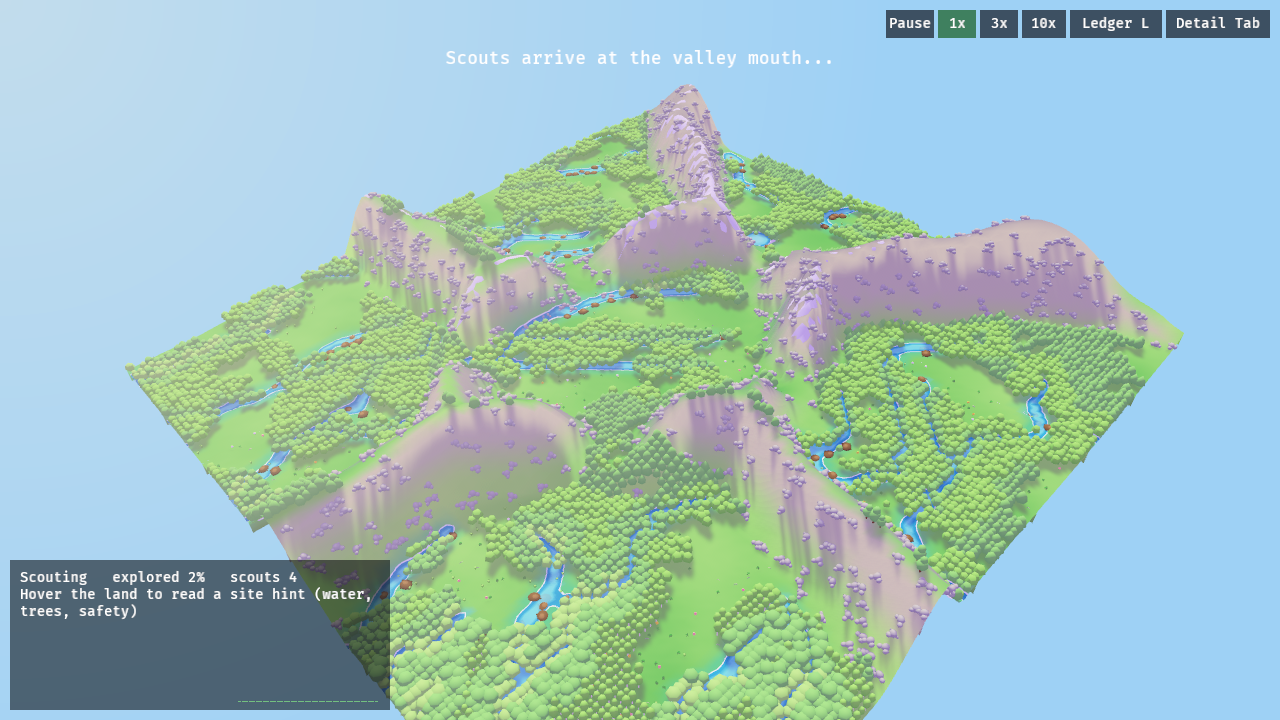 Pause 1x 3x 10x Ledger L Detail Tab
Scouts arrive at the valley mouth...
Scouting explored 2% scouts 4
Hover the land to read a site hint (water,
trees, safety)